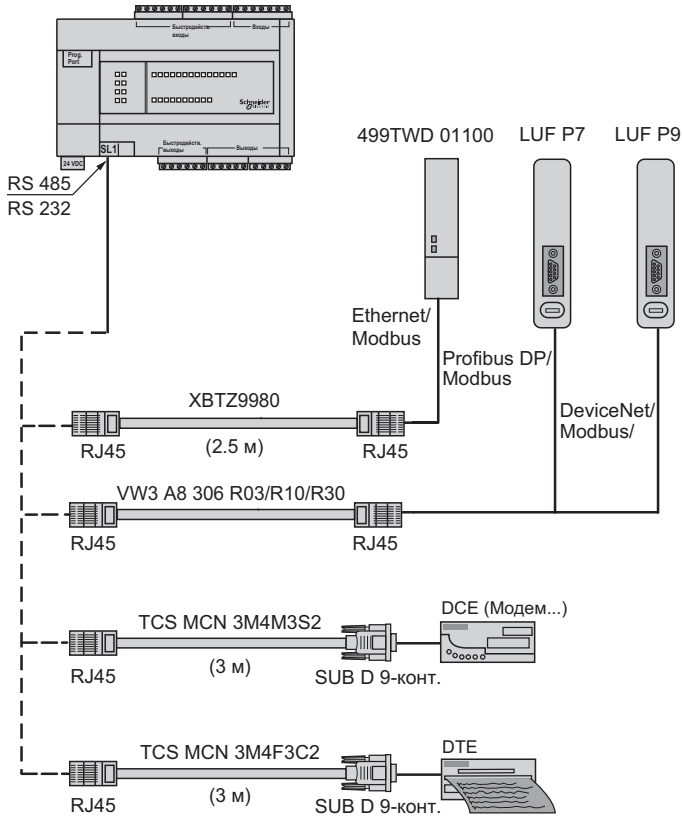 Быстродейств.
входы
Входы
Prog.
Port
Schneider
Electric
24 VDC
SL1
Быстродейств.
выходы
Выходы
RS 485
RS 232
499TWD 01100
LUF P7
LUF P9
Ethernet/
Modbus
Profibus DP/
Modbus
DeviceNet/
Modbus/
XBTZ9980
RJ45
(2.5 м)
RJ45
VW3 A8 306 R03/R10/R30
RJ45
RJ45
TCS MCN 3M4M3S2
DCE (Модем...)
RJ45
(3 м)
SUB D 9-конт.
TCS MCN 3M4F3C2
DTE
RJ45
(3 м)
SUB D 9-конт.